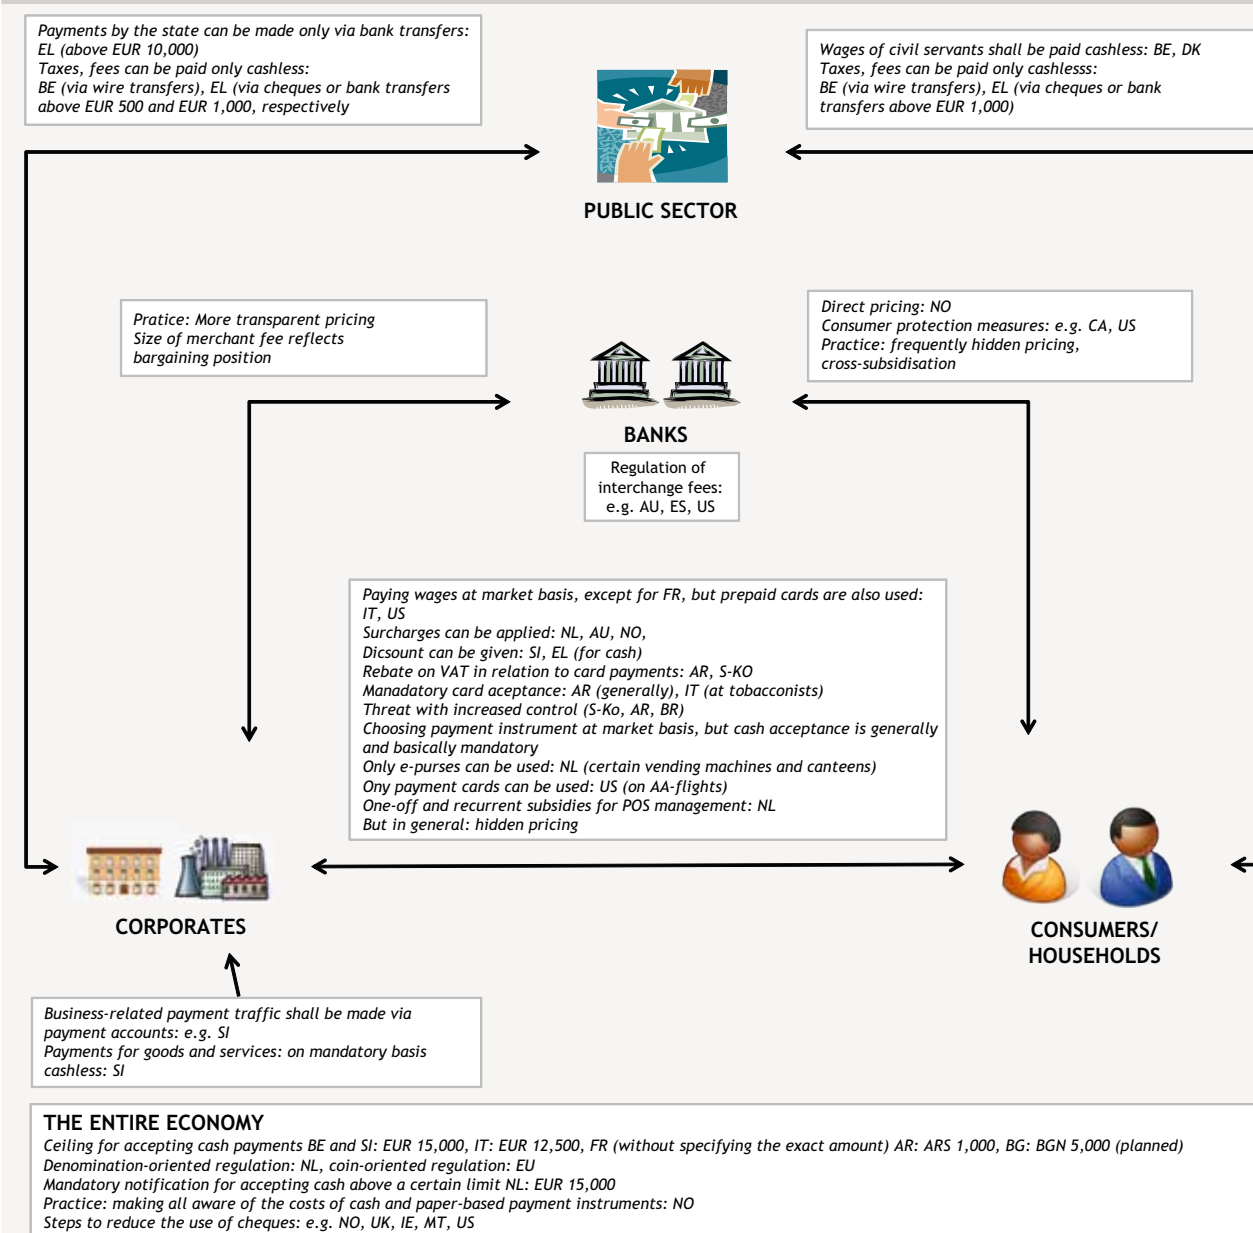 Payments by the state can be made only via bank transfers:
EL (above EUR 10,000)
Taxes, fees can be paid only cashless:
BE (via wire transfers), EL (via cheques or bank transfers
above EUR 500 and EUR 1,000, respectively
Wages of civil servants shall be paid cashless: BE, DK
Taxes, fees can be paid only cashlesss:
BE (via wire transfers), EL (via cheques or bank
transfers above EUR 1,000)
PUBLIC SECTOR
Pratice: More transparent pricing
Size of merchant fee reflects
bargaining position
Direct pricing: NO
Consumer protection measures: e.g. CA, US
Practice: frequently hidden pricing,
cross-subsidisation
BANKS
Regulation of
interchange fees:
e.g. AU, ES, US
Paying wages at market basis, except for FR, but prepaid cards are also used:
IT, US
Surcharges can be applied: NL, AU, NO,
Dicsount can be given: SI, EL (for cash)
Rebate on VAT in relation to card payments: AR, S-KO
Manadatory card aceptance: AR (generally), IT (at tobacconists)
Threat with increased control (S-Ko, AR, BR)
Choosing payment instrument at market basis, but cash acceptance is generally
and basically mandatory
Only e-purses can be used: NL (certain vending machines and canteens)
Ony payment cards can be used: US (on AA-flights)
One-off and recurrent subsidies for POS management: NL
But in general: hidden pricing
CORPORATES
CONSUMERS/
HOUSEHOLDS
Business-related payment traffic shall be made via
payment accounts: e.g. SI
Payments for goods and services: on mandatory basis
cashless: SI
THE ENTIRE ECONOMY
Ceiling for accepting cash payments BE and SI: EUR 15,000, IT: EUR 12,500, FR (without specifying the exact amount) AR: ARS 1,000, BG: BGN 5,000 (planned)
Denomination-oriented regulation: NL, coin-oriented regulation: EU
Mandatory notification for accepting cash above a certain limit NL: EUR 15,000
Practice: making all aware of the costs of cash and paper-based payment instruments: NO
Steps to reduce the use of cheques: e.g. NO, UK, IE, MT, US